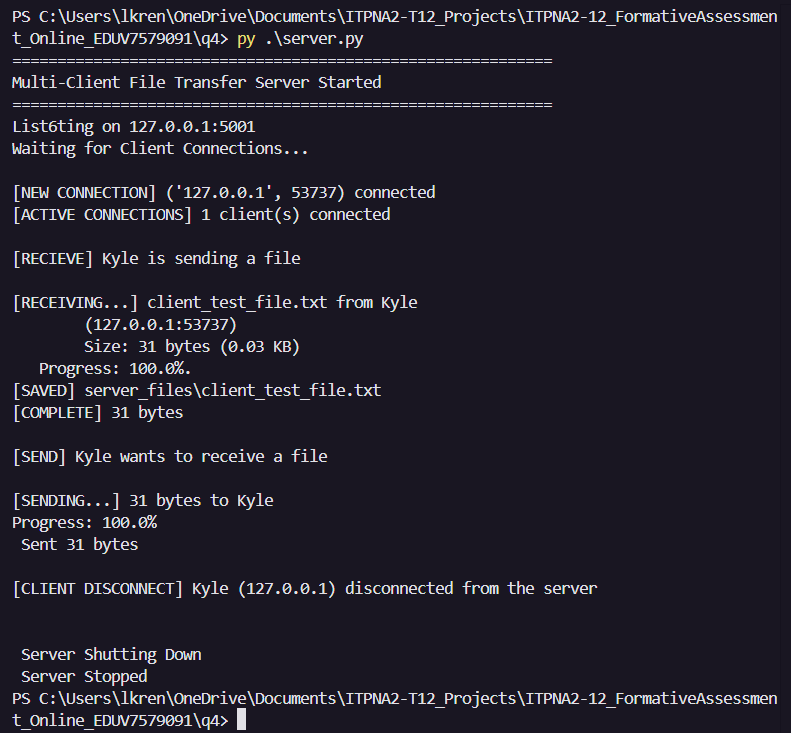 PS C:\Users\lkren\OneDrive\Documents\ITPNA2-T12_Projects\ITPNA2-12_FormativeAssessmen
t_Online_EDUV7579091\q4> py .\server.py
============================================================
Multi-Client File Transfer Server Started
============================================================
List6ting on 127.0.0.1:5001
Waiting for Client Connections...
[NEW CONNECTION] ('127.0.0.1', 53737) connected
[ACTIVE CONNECTIONS] 1 client(s) connected
[RECIEVE] Kyle is sending a file
[RECEIVING...] client_test_file.txt from Kyle
(127.0.0.1:53737)
Size: 31 bytes (0.03 KB)
Progress: 100.0%.
[SAVED] server_files\client_test_file.txt
[COMPLETE] 31 bytes
[SEND] Kyle wants to receive a file
[SENDING...] 31 bytes to Kyle
Progress: 100.0%
Sent 31 bytes
[CLIENT DISCONNECT] Kyle (127.0.0.1) disconnected from the server
Server Shutting Down
Server Stopped
PS C:\Users\lkren\OneDrive\Documents\ITPNA2-T12_Projects\ITPNA2-12_FormativeAssessmen
t_Online_EDUV7579091\q4>